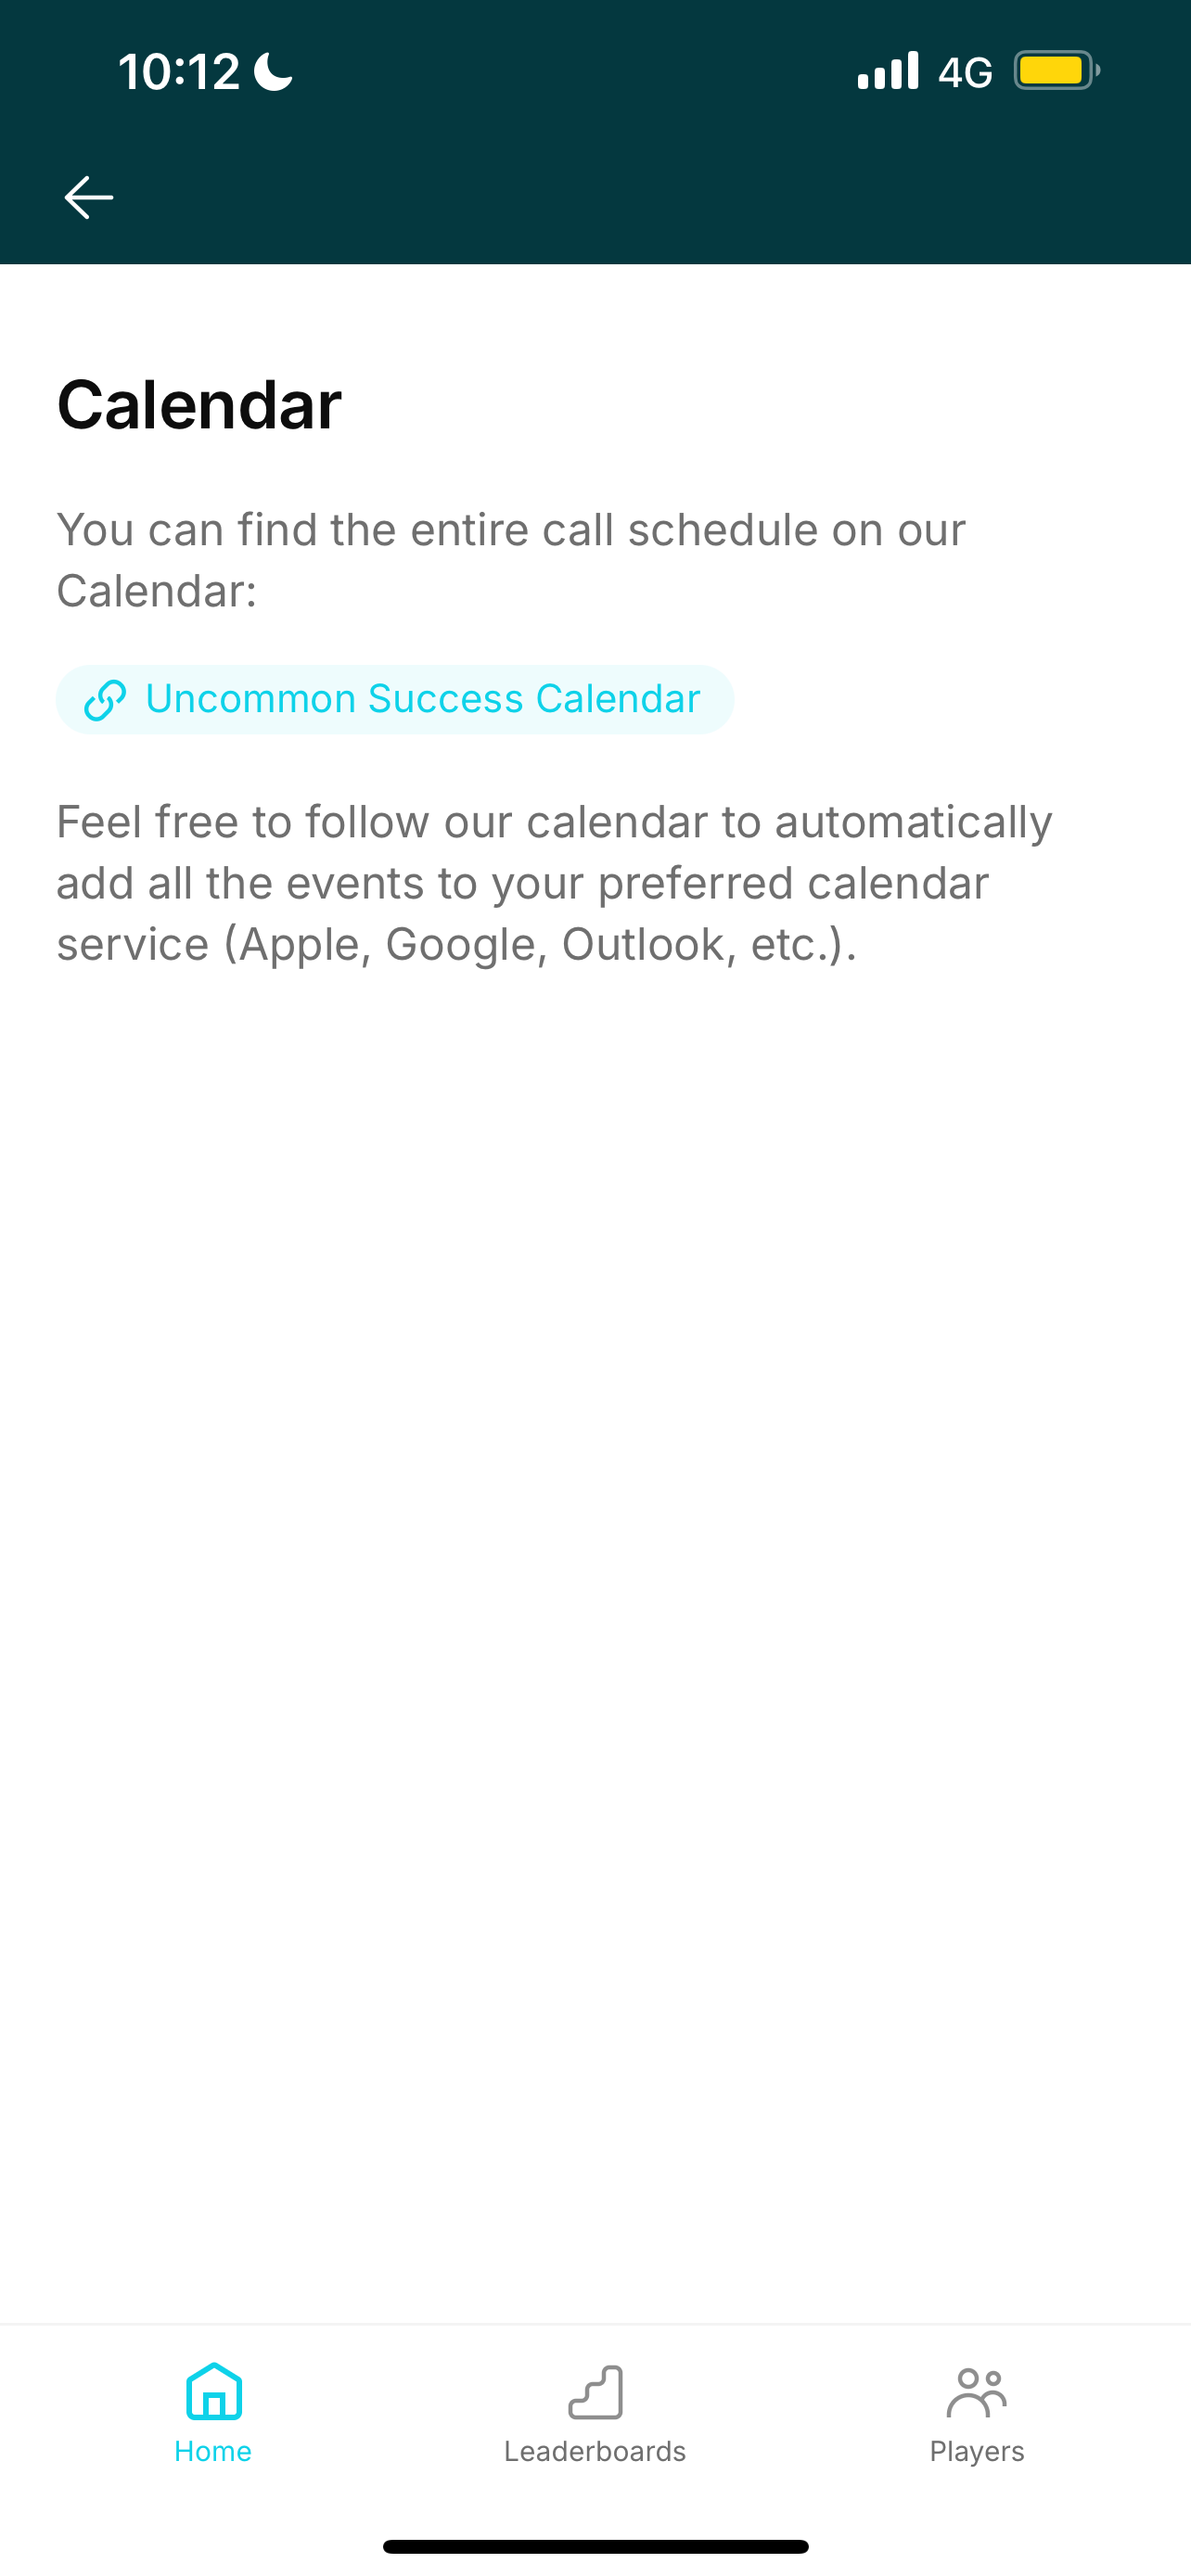 10:12
4G
Calendar
You can find the entire call schedule on our
Calendar:
Uncommon Success Calendar
Feel free to follow our calendar to automatically
add all the events to your preferred calendar
service (Apple, Google, Outlook, etc.).
Home
Leaderboards
Players